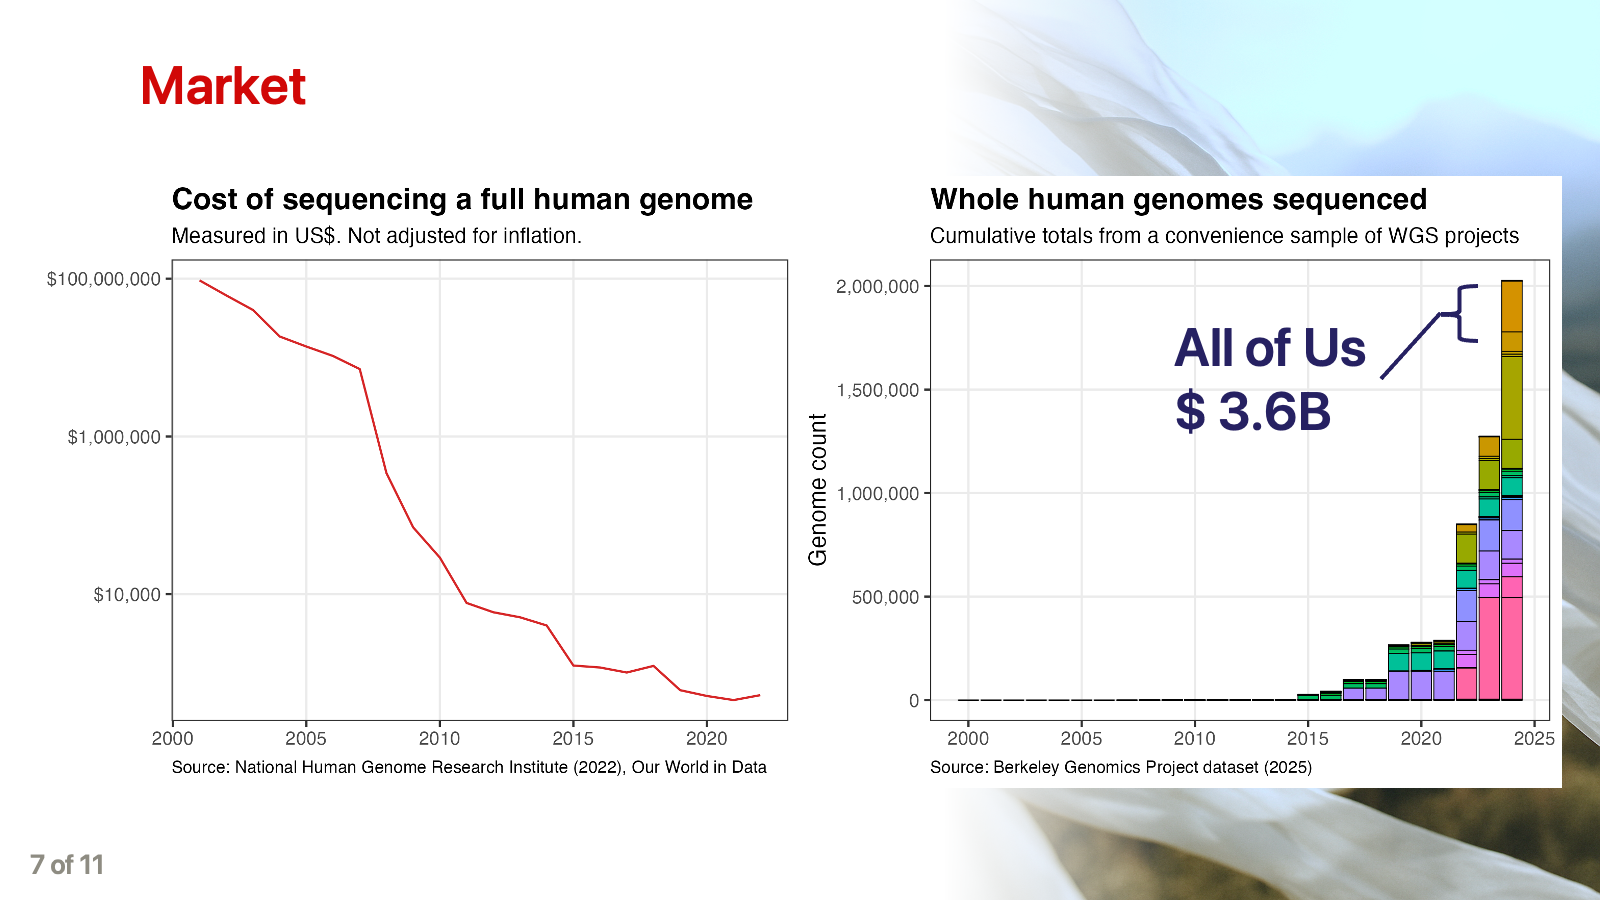 Market
Cost of sequencing a full human genome
Measured in US$. Not adjusted for inflation.
$100,000,000
$1,000,000
$10,000
2000 2005 2010 2015 2020
Source: National Human Genome Research Institute (2022), Our World in Data
Whole human genomes sequenced
Cumulative totals from a convenience sample of WGS projects
Genome count
2,000,000
1,500,000
1,000,000
500,000
0
All of Us
$ 3.6B
2000 2005 2010 2015 2020 2025
Source: Berkeley Genomics Project dataset (2025)
7 of 11